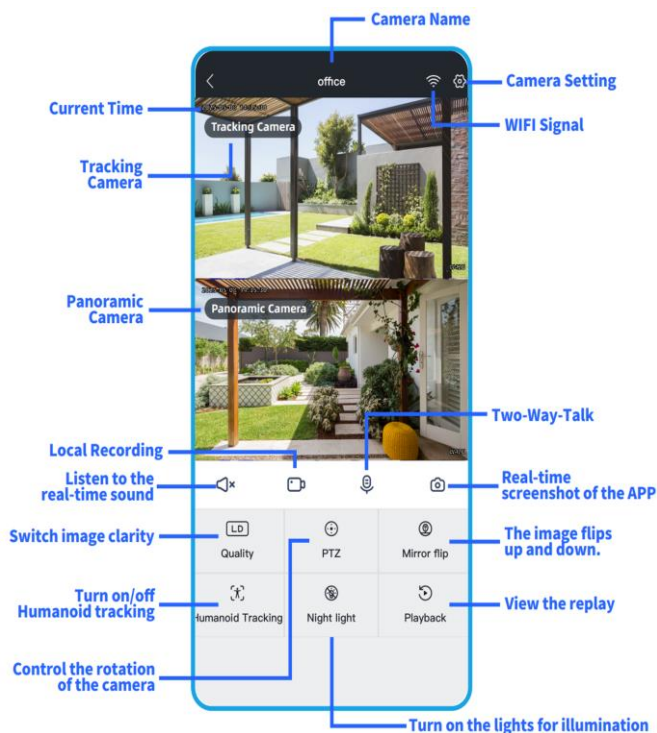 Camera Name
office
Camera Setting
Current Time
WIFI Signal
Tracking Camera
Tracking
Camera
Panoramic
Camera
Panoramic Camera
Two-Way-Talk
Local Recording
Listen to the
real-time sound
Real-time
screenshot of the APP
LD
Switch image clarity
Quality
PTZ
Mirror flip
The image flips
up and down.
Turn on/off
Humanoid tracking
Humanoid Tracking
Night light
Playback
View the replay
Control the rotation
of the camera
Turn on the lights for illumination